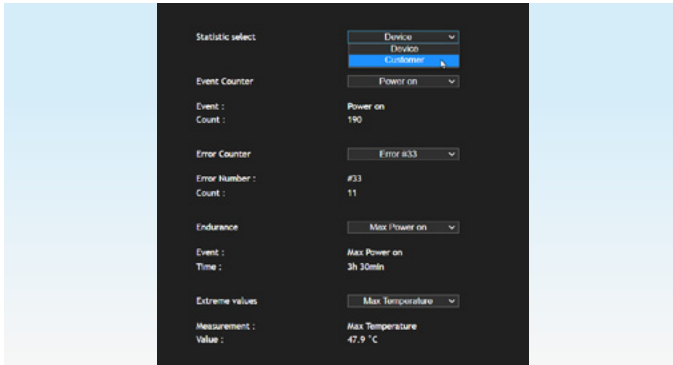 Statistic select Device
Device
Customer
Event Counter Power on
Event : Power on
Count : 190
Error Counter Error #33
Error Number : #33
Count : 11
Endurance Max Power on
Event : Max Power on
Time : 3h 30min
Extreme values Max Temperature
Measurement : Max Temperature
Value : 47.9 °C